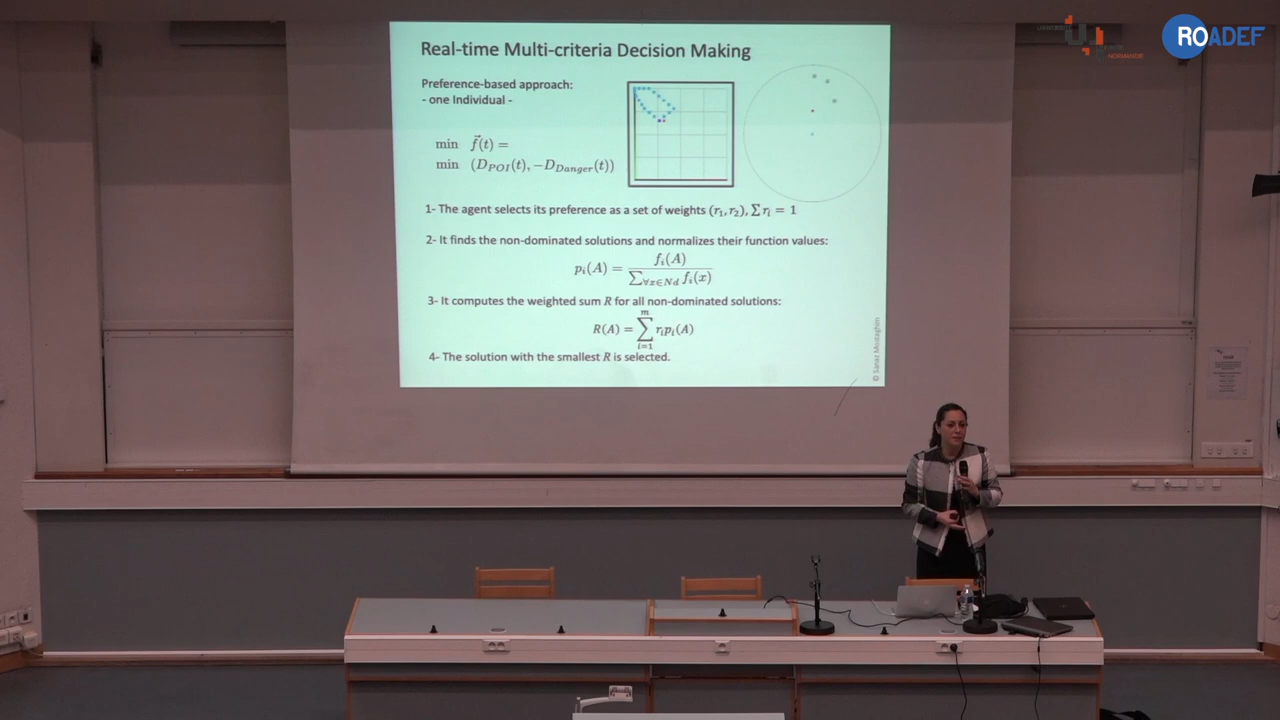 ROADEF
NORMANDIE
Real-time Multi-criteria Decision Making
Preference-based approach:
- one Individual -
min f⃗(t) =
min (D_POI(t), −D_Danger(t))
1- The agent selects its preference as a set of weights (r₁, r₂), ∑ rᵢ = 1
2- It finds the non-dominated solutions and normalizes their function values:
pᵢ(A) = fᵢ(A) / ∑_{∀x∈Nd} fᵢ(x)
3- It computes the weighted sum R for all non-dominated solutions:
R(A) = ∑_{i=1}^{m} rᵢpᵢ(A)
4- The solution with the smallest R is selected.
© Sanaz Mostaghim